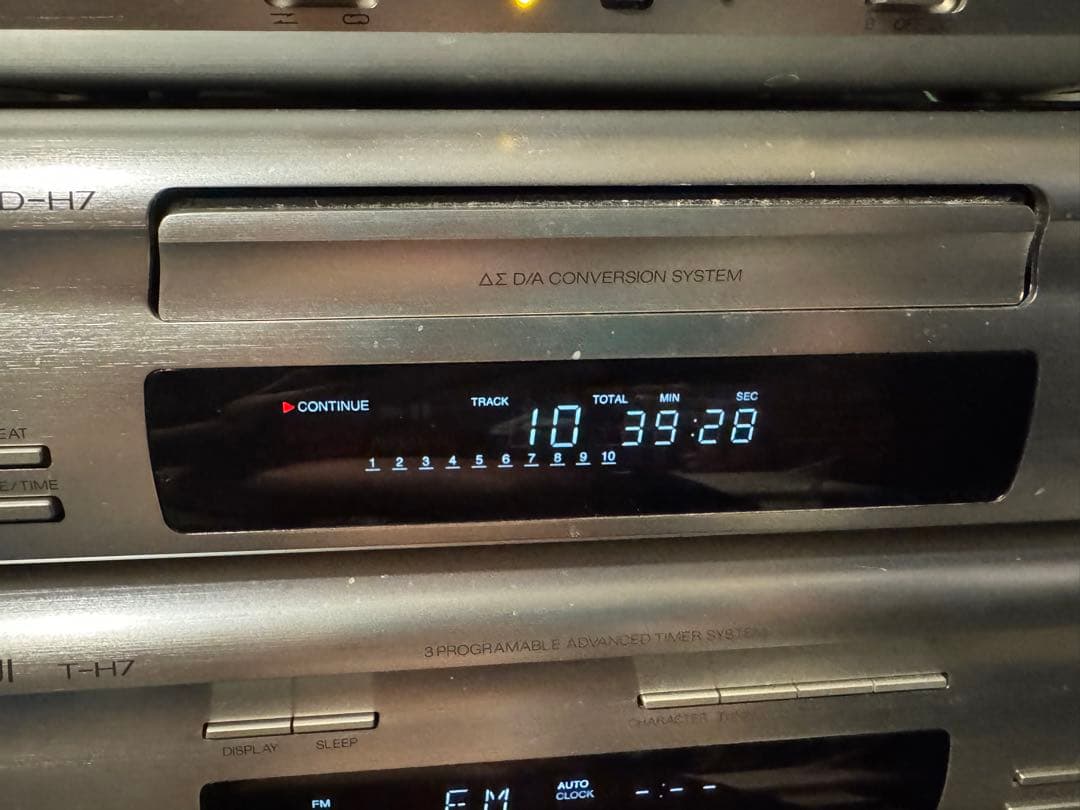 D-H7
ΔΣ D/A CONVERSION SYSTEM
CONTINUE TRACK TOTAL MIN SEC
10 39:28
1 2 3 4 5 6 7 8 9 10
EAT
E/TIME
3 PROGRAMABLE ADVANCED TIMER SYSTEM
T-H7
CHARACTER
DISPLAY SLEEP
AUTO
CLOCK
FM FM -:- -